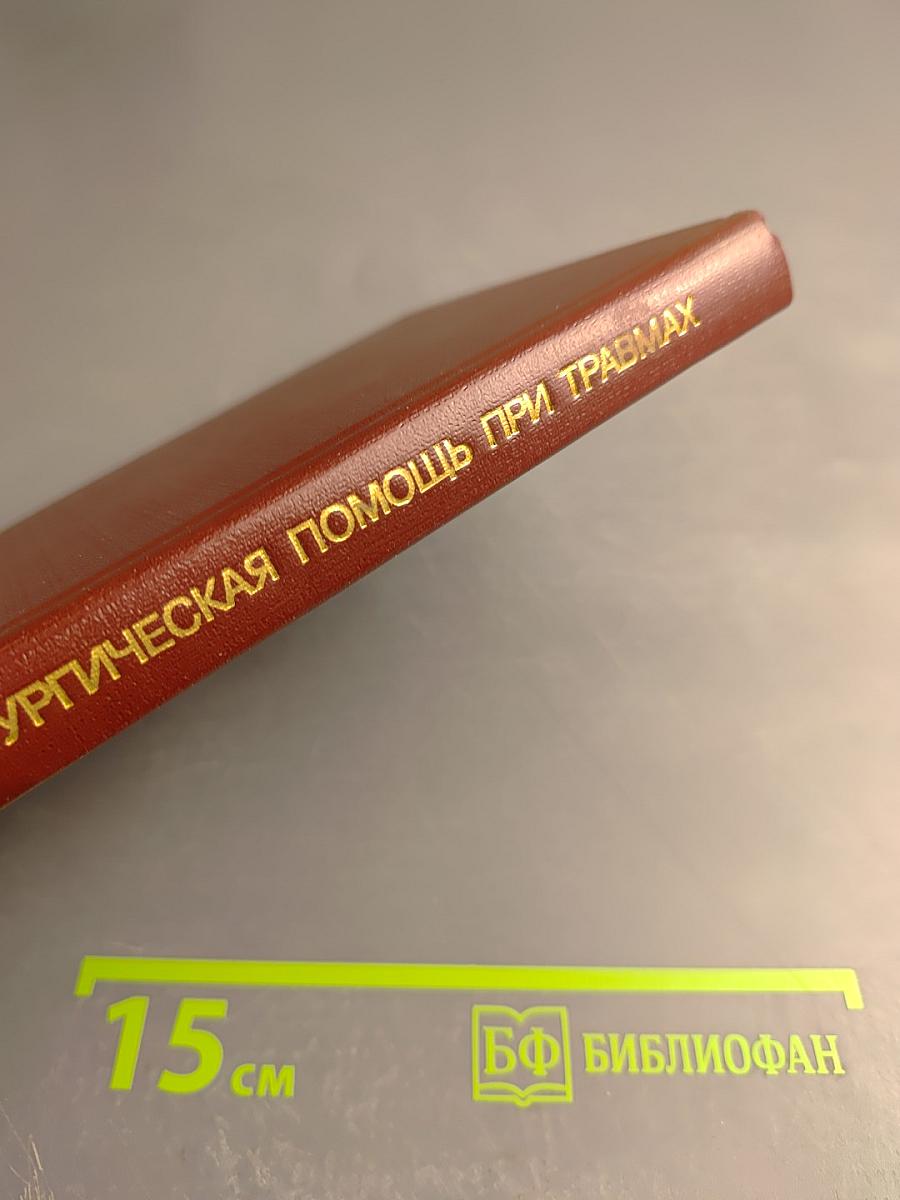 УРГИЧЕСКАЯ ПОМОЩЬ ПРИ ТРАВМАХ
15 см
БФ БИБЛИОФАН